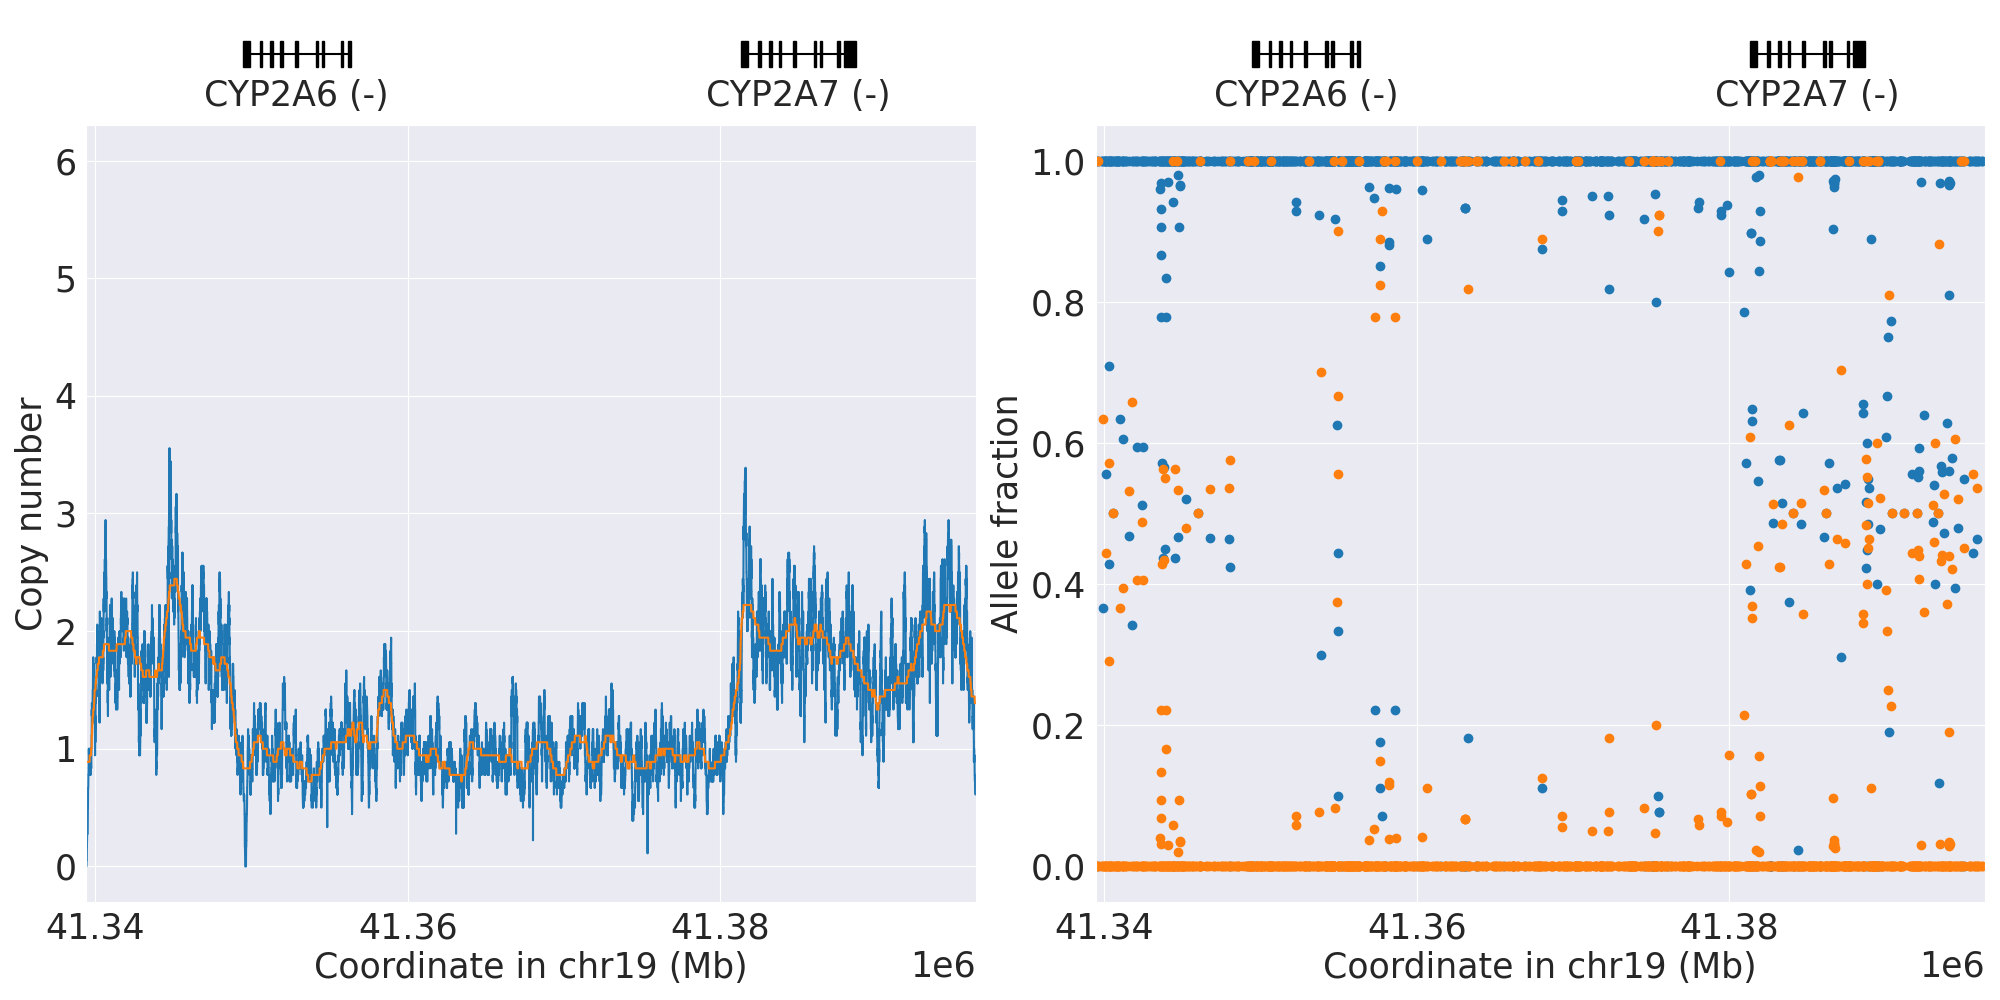 CYP2A6 (-)
CYP2A7 (-)
CYP2A6 (-)
CYP2A7 (-)
Copy number
6
5
4
3
2
1
0
41.34
41.36
41.38
Coordinate in chr19 (Mb)
1e6
Allele fraction
1.0
0.8
0.6
0.4
0.2
0.0
41.34
41.36
41.38
Coordinate in chr19 (Mb)
1e6